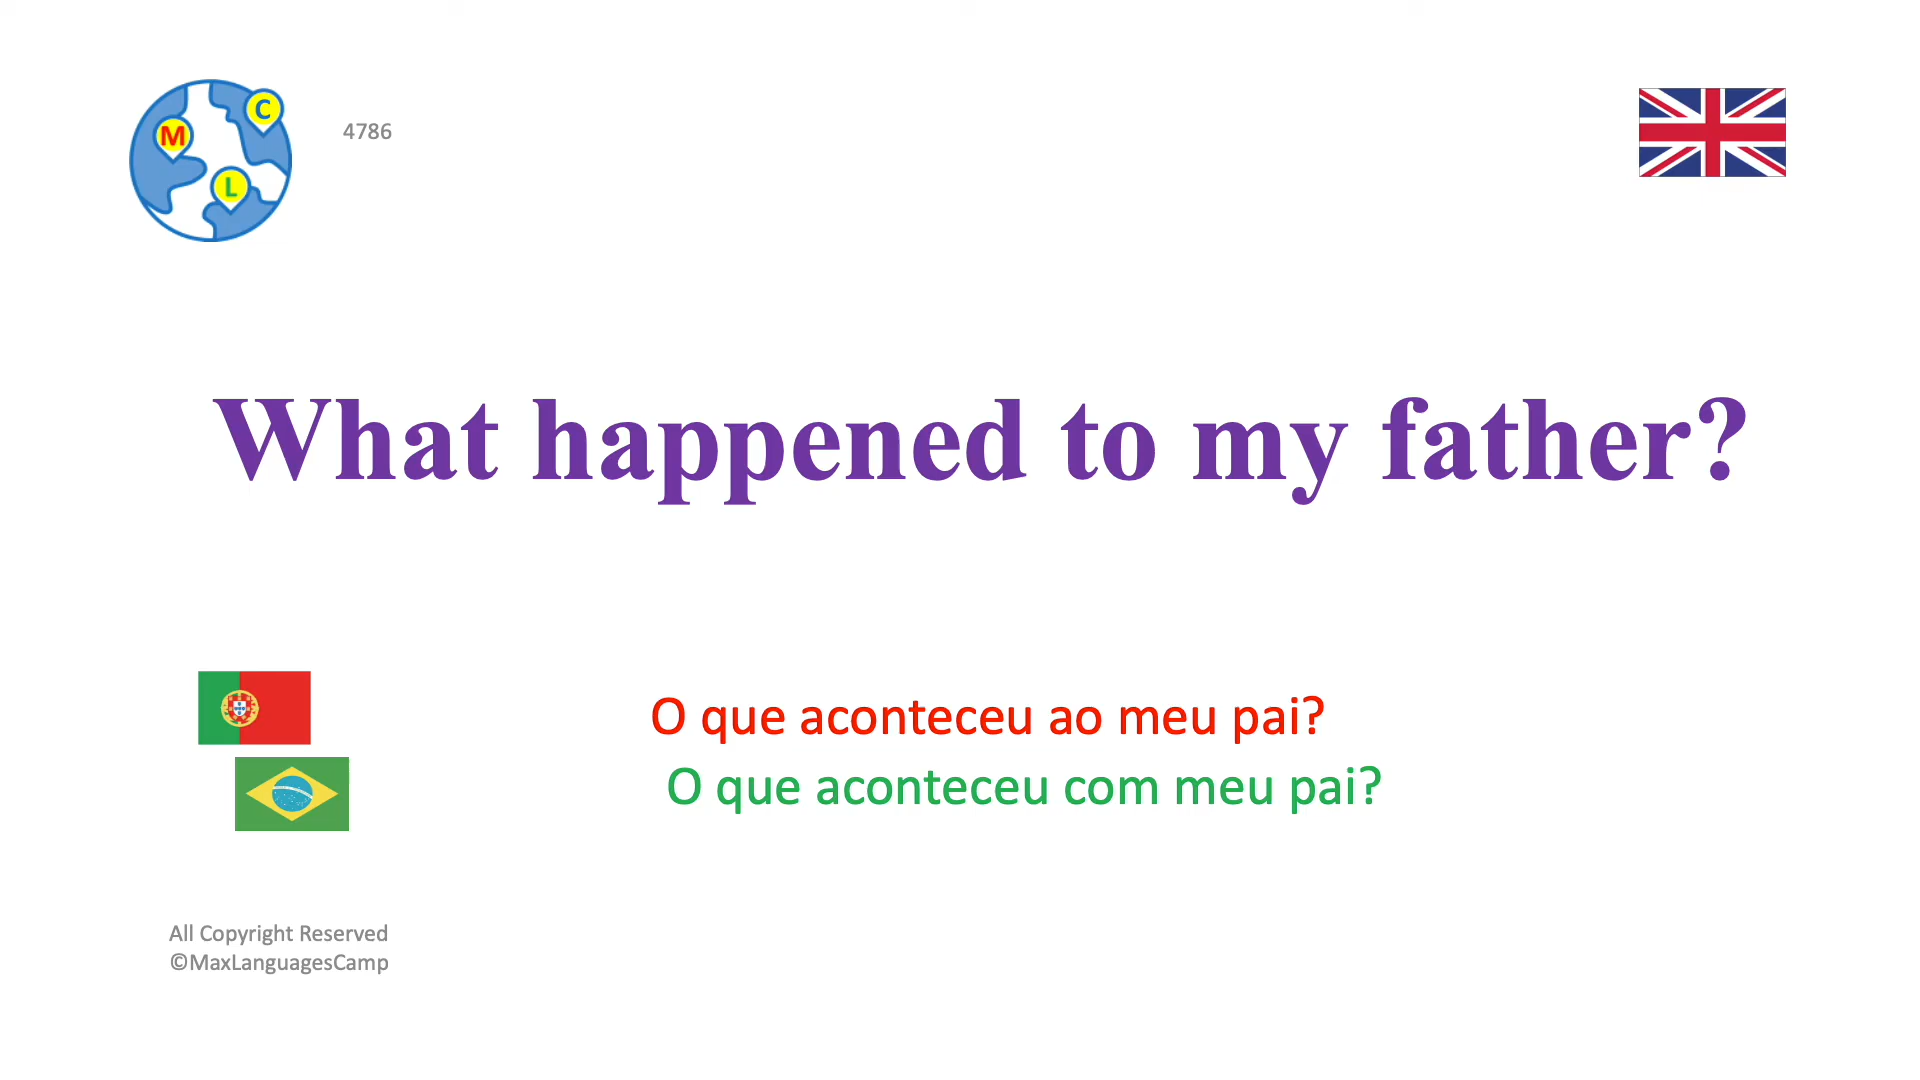 M
C
L
4786
What happened to my father?
O que aconteceu ao meu pai?
O que aconteceu com meu pai?
All Copyright Reserved
©MaxLanguagesCamp